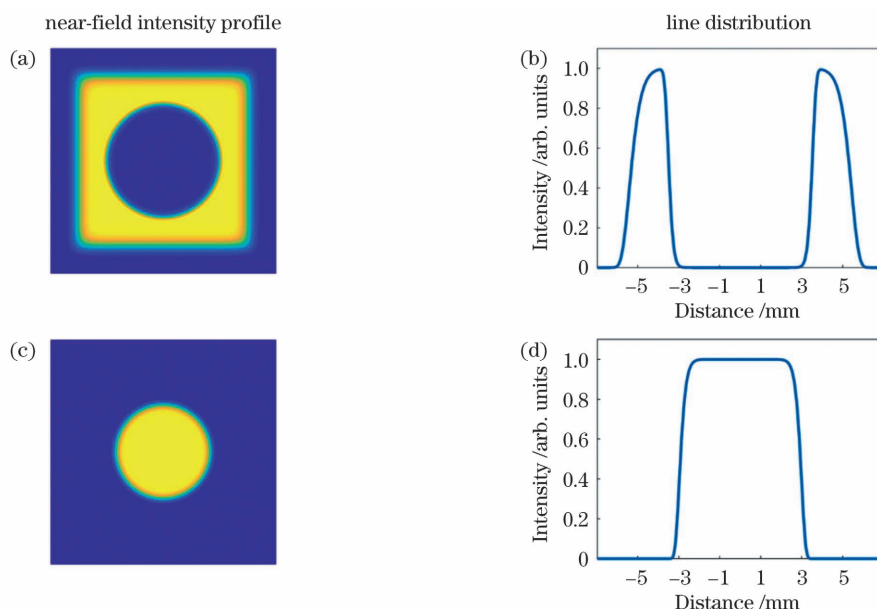 near-field intensity profile
line distribution
(a)
(b)
1.0
0.8
0.6
0.4
0.2
0
Intensity /arb. units
−5 −3 −1 1 3 5
Distance /mm
(c)
(d)
1.0
0.8
0.6
0.4
0.2
0
Intensity /arb. units
−5 −3 −1 1 3 5
Distance /mm